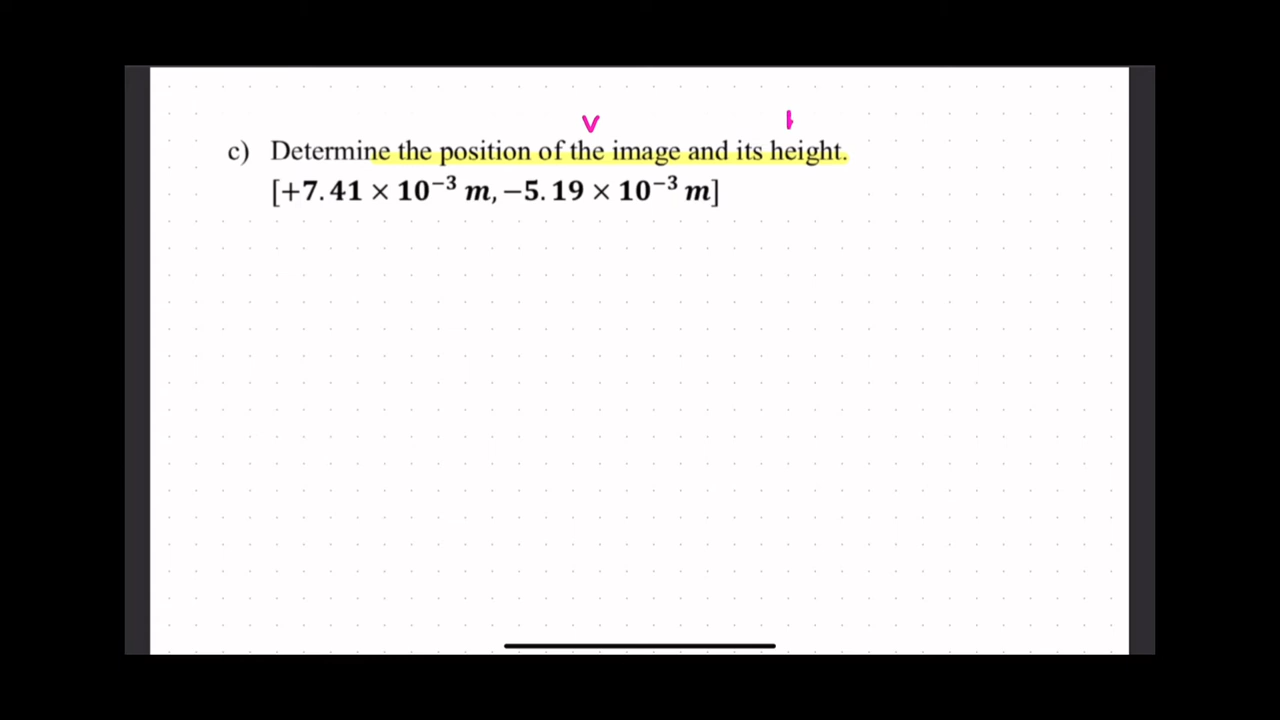 v
c) Determine the position of the image and its height.
[+7.41 × 10⁻³ m, −5.19 × 10⁻³ m]